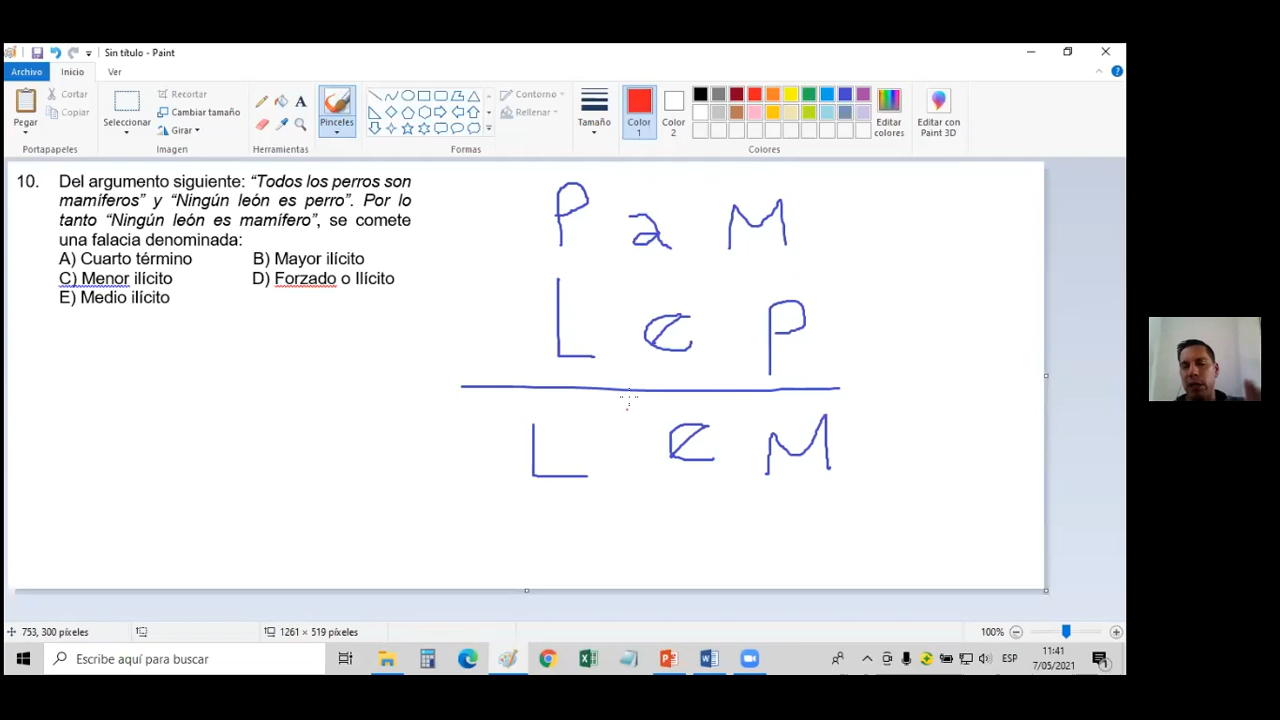 Sin título - Paint
Archivo Inicio Ver
Pegar
Cortar
Copiar
Portapapeles
Seleccionar
Recortar
Cambiar tamaño
Girar
Imagen
A
Herramientas
Pinceles
Contorno
Rellenar
Formas
Tamaño
Color 1
Color 2
Editar colores
Colores
Editar con Paint 3D
10. Del argumento siguiente: “Todos los perros son
mamíferos” y “Ningún león es perro”. Por lo
tanto “Ningún león es mamífero”, se comete
una falacia denominada:
A) Cuarto término B) Mayor ilícito
C) Menor ilícito D) Forzado o Ilícito
E) Medio ilícito
P a M
L e P
L e M
753, 300 píxeles 1261 × 519 píxeles 100%
Escribe aquí para buscar
ESP
11:41
7/05/2021